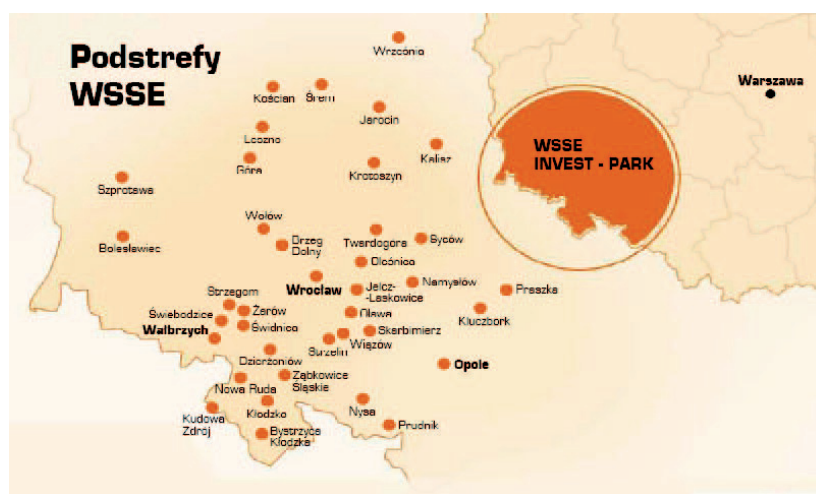 Podstrefy
WSSE
Września
Warszawa
Kościan
Śrem
Jarocin
Leszno
Kalisz
WSSE
INVEST - PARK
Góra
Krotoszyn
Szprotawa
Wołów
Brzeg
Dolny
Twardogóra
Syców
Bolesławiec
Oleśnica
Wrocław
Jelcz-
-Laskowice
Namysłów
Praszka
Strzegom
Żarów
Świebodzice
Oława
Kluczbork
Wałbrzych
Świdnica
Skarbimierz
Wiązów
Strzelin
Dzierżoniów
Opole
Ząbkowice
Śląskie
Nowa Ruda
Kłodzko
Nysa
Kudowa
Zdrój
Prudnik
Bystrzyca
Kłodzka